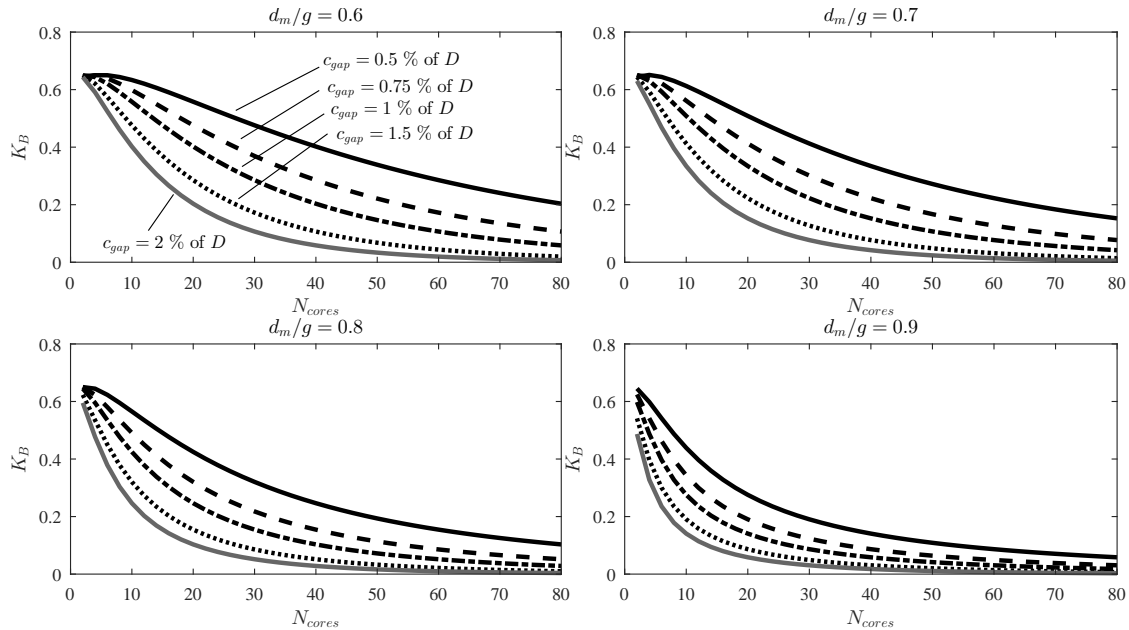 d_m/g = 0.6
0.8
0.6
0.4
0.2
0
K_B
c_gap = 0.5 % of D
c_gap = 0.75 % of D
c_gap = 1 % of D
c_gap = 1.5 % of D
c_gap = 2 % of D
0 10 20 30 40 50 60 70 80
N_cores
d_m/g = 0.7
0.8
0.6
0.4
0.2
0
K_B
0 10 20 30 40 50 60 70 80
N_cores
d_m/g = 0.8
0.8
0.6
0.4
0.2
0
K_B
0 10 20 30 40 50 60 70 80
N_cores
d_m/g = 0.9
0.8
0.6
0.4
0.2
0
K_B
0 10 20 30 40 50 60 70 80
N_cores